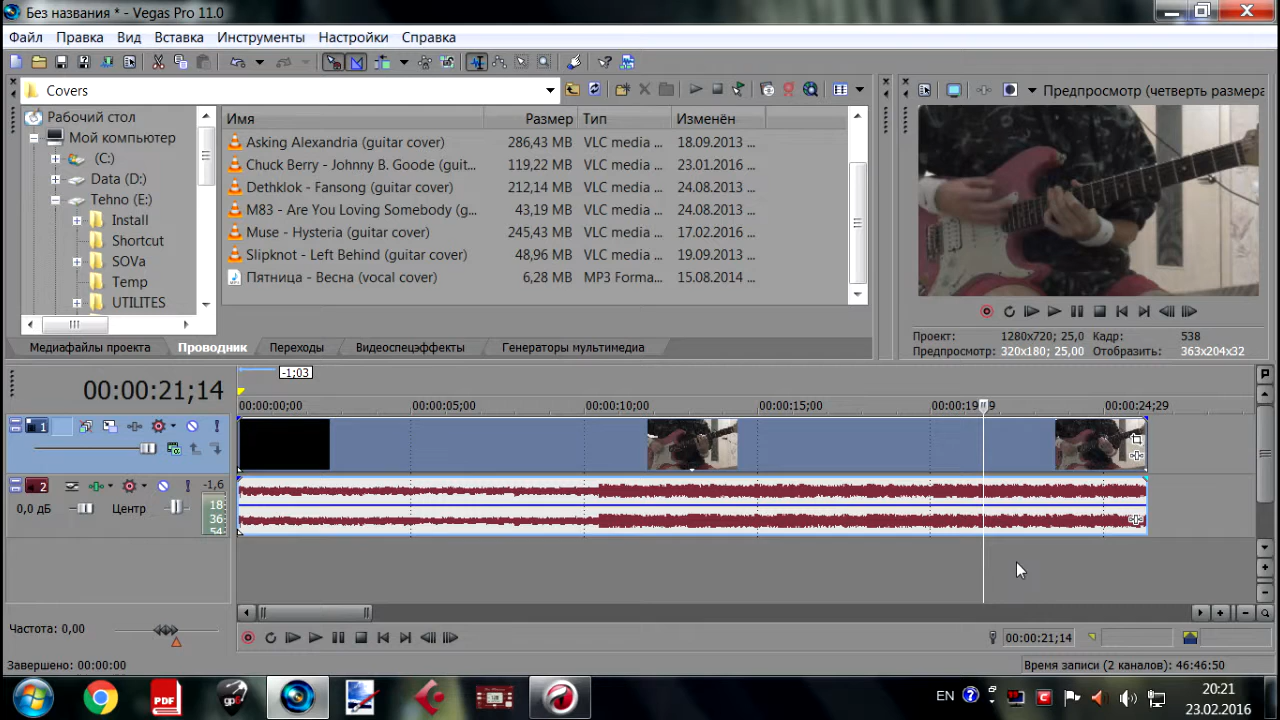 Без названия * - Vegas Pro 11.0
Файл Правка Вид Вставка Инструменты Настройки Справка
Covers
Предпросмотр (четверть размера
Рабочий стол
Мой компьютер
(C:)
Data (D:)
Tehno (E:)
Install
Shortcut
SOVa
Temp
UTILITES
Имя Размер Тип Изменён
Asking Alexandria (guitar cover) 286,43 MB VLC media ... 18.09.2013 ...
Chuck Berry - Johnny B. Goode (guit... 119,22 MB VLC media ... 23.01.2016 ...
Dethklok - Fansong (guitar cover) 212,14 MB VLC media ... 24.08.2013 ...
M83 - Are You Loving Somebody (g... 43,19 MB VLC media ... 24.08.2013 ...
Muse - Hysteria (guitar cover) 245,43 MB VLC media ... 17.02.2016 ...
Slipknot - Left Behind (guitar cover) 48,96 MB VLC media ... 19.09.2013 ...
Пятница - Весна (vocal cover) 6,28 MB MP3 Forma... 15.08.2014 ...
Проект: 1280x720; 25,0 Кадр: 538
Предпросмотр: 320x180; 25,00 Отобразить: 363x204x32
Медиафайлы проекта Проводник Переходы Видеоспецэффекты Генераторы мультимедиа
-1;03
00:00:21;14
00:00:00;00 00:00:05;00 00:00:10;00 00:00:15;00 00:00:19 9 00:00:24;29
1
2
-1,6
0,0 дБ Центр
18
36
54
Частота: 0,00
00:00:21;14
Завершено: 00:00:00
Время записи (2 каналов): 46:46:50
PDF
EN
20:21
23.02.2016